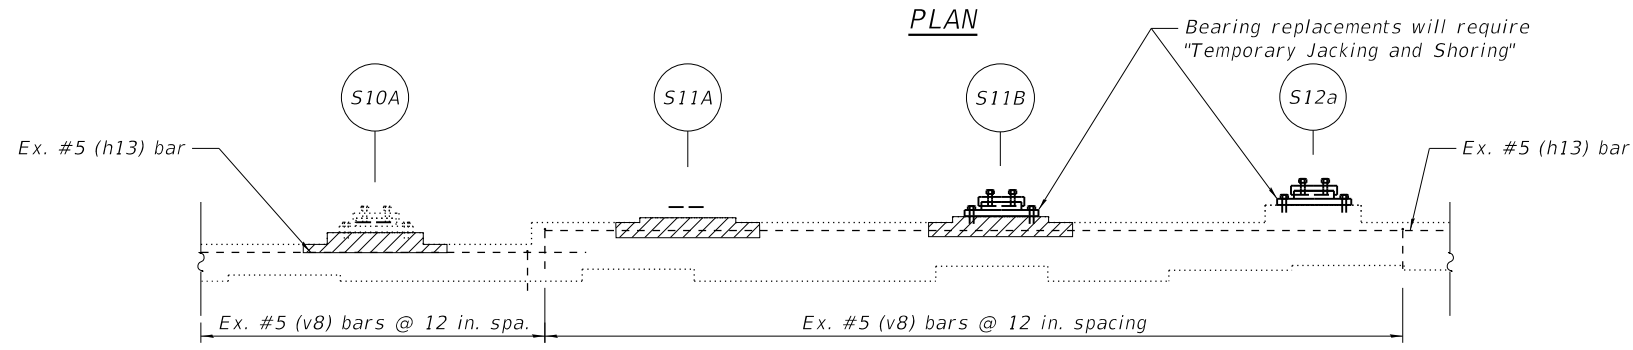 PLAN
Bearing replacements will require
"Temporary Jacking and Shoring"
S10A
S11A
S11B
S12a
Ex. #5 (h13) bar
Ex. #5 (h13) bar
Ex. #5 (v8) bars @ 12 in. spa.
Ex. #5 (v8) bars @ 12 in. spacing